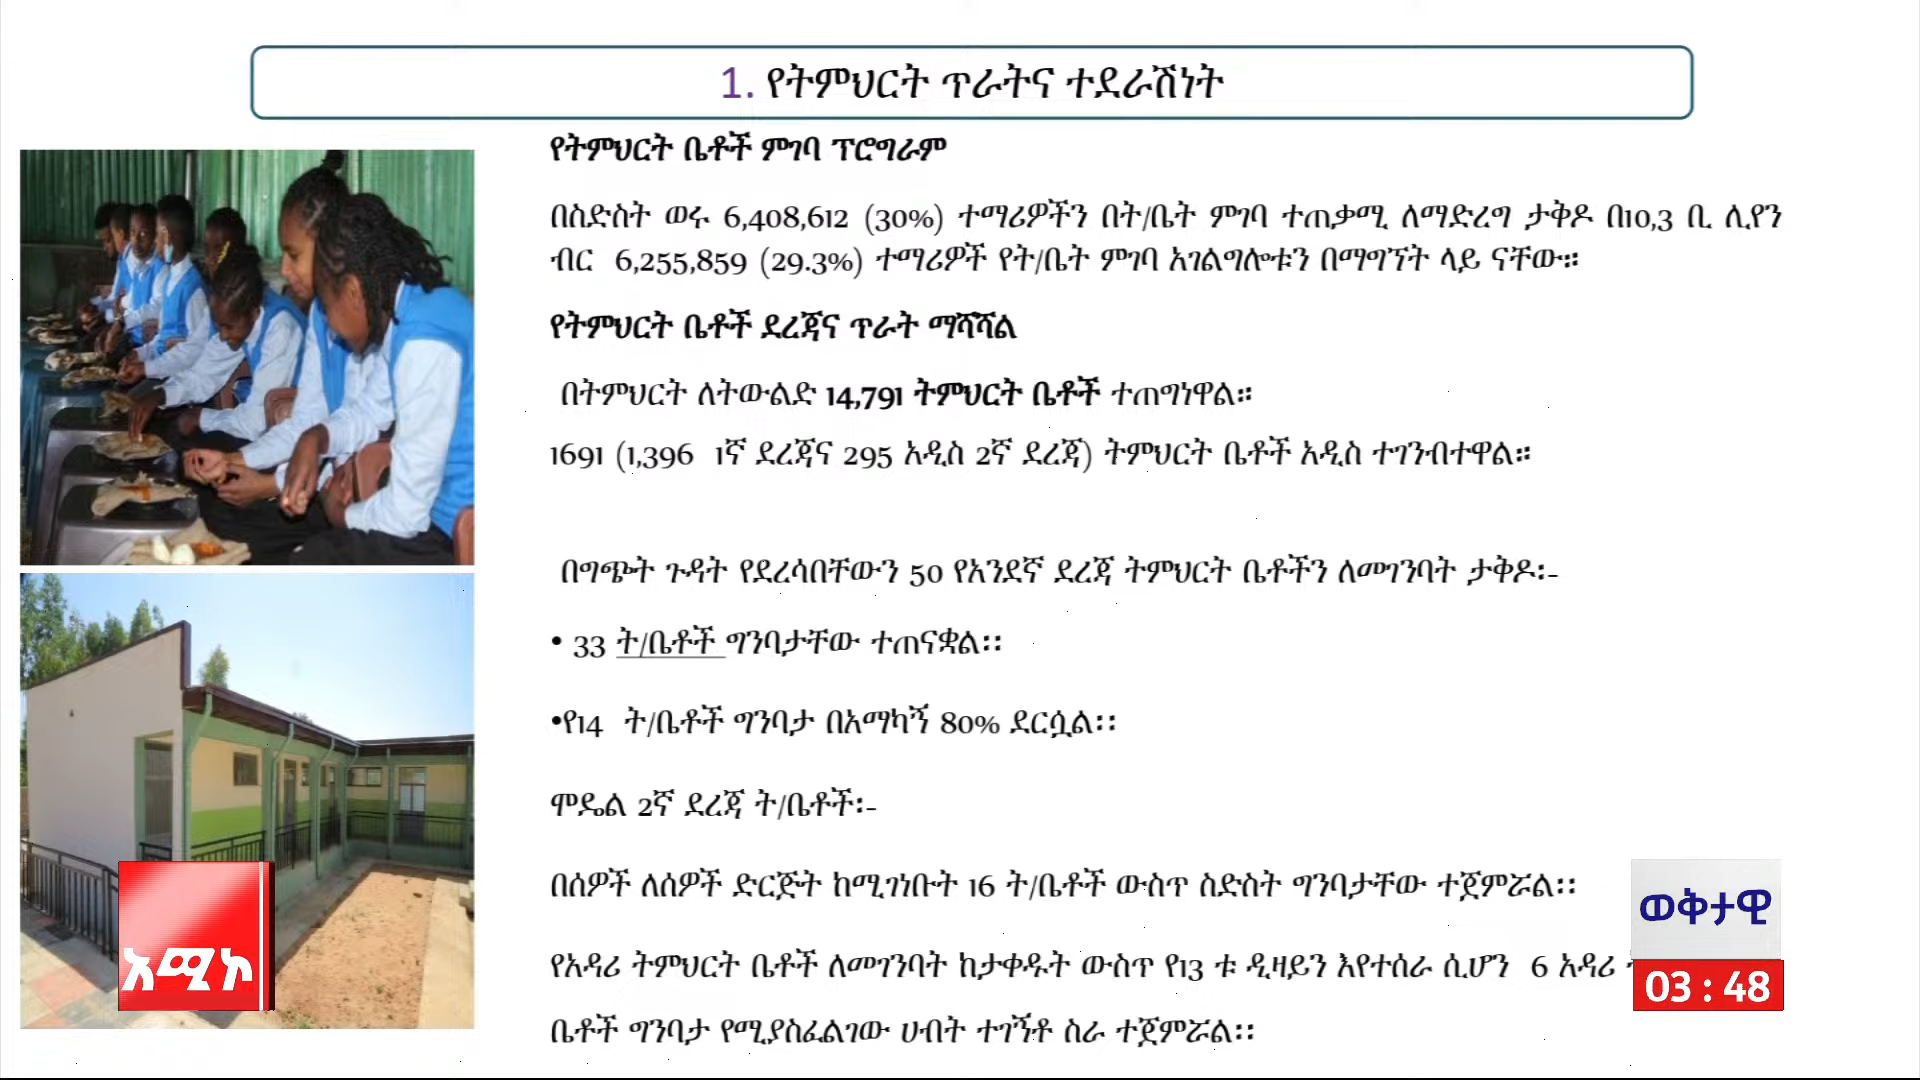 1. የትምህርት ጥራትና ተደራሽነት
የትምህርት ቤቶች ምገባ ፕሮግራም
በስድስት ወሩ 6,408,612 (30%) ተማሪዎችን በት/ቤት ምገባ ተጠቃሚ ለማድረግ ታቅዶ በ10,3 ቢ ሊየን
ብር 6,255,859 (29.3%) ተማሪዎች የት/ቤት ምገባ አገልግሎቱን በማግኘት ላይ ናቸው።
የትምህርት ቤቶች ደረጃና ጥራት ማሻሻል
በትምህርት ለትውልድ 14,791 ትምህርት ቤቶች ተጠግነዋል።
1691 (1,396 1ኛ ደረጃና 295 አዲስ 2ኛ ደረጃ) ትምህርት ቤቶች አዲስ ተገንብተዋል።
በግጭት ጉዳት የደረሳበቸውን 50 የአንደኛ ደረጃ ትምህርት ቤቶችን ለመገንባት ታቅዶ፡-
• 33 ት/ቤቶች ግንባታቸው ተጠናቋል፡፡
•የ14 ት/ቤቶች ግንባታ በአማካኝ 80% ደርሷል፡፡
ሞዴል 2ኛ ደረጃ ት/ቤቶች፡-
በሰዎች ለሰዎች ድርጅት ከሚገነቡት 16 ት/ቤቶች ውስጥ ስድስት ግንባታቸው ተጀምሯል፡፡
የአዳሪ ትምህርት ቤቶች ለመገንባት ከታቀዱት ውስጥ የ13 ቱ ዲዛይን እየተሰራ ሲሆን 6 አዳሪ
ቤቶች ግንባታ የሚያስፈልገው ሀብት ተገኝቶ ስራ ተጀምሯል፡፡
አሚኮ
ወቅታዊ
03 : 48